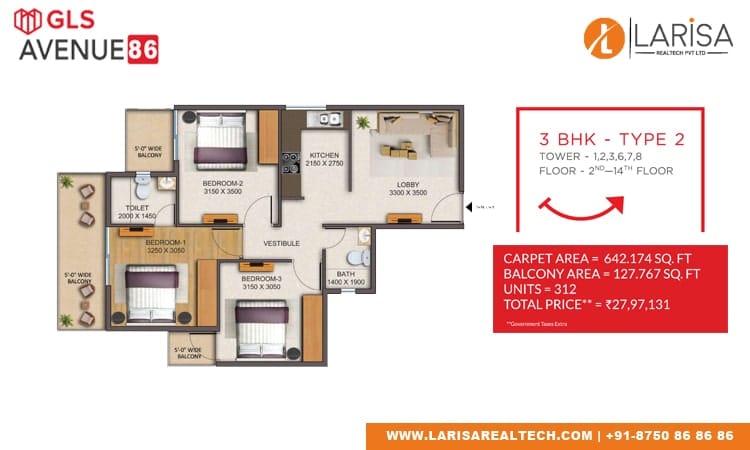 GLS
AVENUE86
LARISA
REALTECH PVT LTD
5'-0" WIDE
BALCONY
BEDROOM-2
3150 X 3500
KITCHEN
2150 X 2750
LOBBY
3300 X 3500
TOILET
2000 X 1450
BEDROOM-1
3250 X 3050
VESTIBULE
BEDROOM-3
3150 X 3050
BATH
1400 X 1900
5'-0" WIDE
BALCONY
3 BHK - TYPE 2
TOWER - 1,2,3,6,7,8
FLOOR - 2ND—14TH FLOOR
CARPET AREA = 642.174 SQ. FT
BALCONY AREA = 127.767 SQ. FT
UNITS = 312
TOTAL PRICE** = ₹27,97,131
**Government Taxes Extra
WWW.LARISAREALTECH.COM | +91-8750 86 86 86